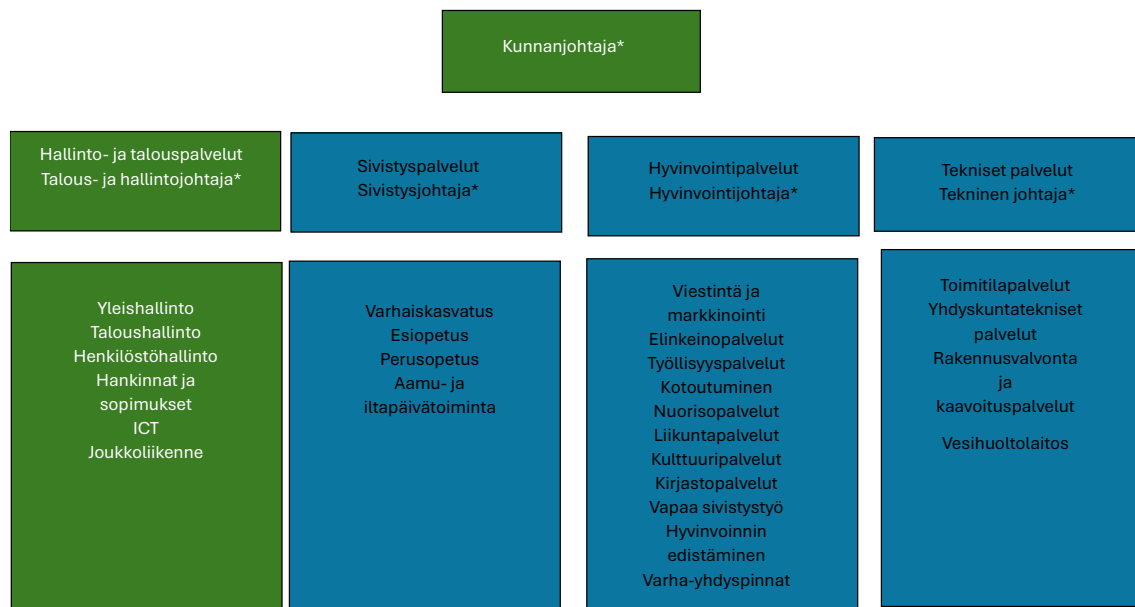 Kunnanjohtaja*
Hallinto- ja talouspalvelut
Talous- ja hallintojohtaja*
Sivistyspalvelut
Sivistysjohtaja*
Hyvinvointipalvelut
Hyvinvointijohtaja*
Tekniset palvelut
Tekninen johtaja*
Yleishallinto
Taloushallinto
Henkilöstöhallinto
Hankinnat ja
sopimukset
ICT
Joukkoliikenne
Varhaiskasvatus
Esiopetus
Perusopetus
Aamu- ja
iltapäivätoiminta
Viestintä ja
markkinointi
Elinkeinopalvelut
Työllisyyspalvelut
Kotoutuminen
Nuorisopalvelut
Liikuntapalvelut
Kulttuuripalvelut
Kirjastopalvelut
Vapaa sivistystyö
Hyvinvoinnin
edistäminen
Varha-yhdyspinnat
Toimitilapalvelut
Yhdyskuntatekniset
palvelut
Rakennusvalvonta
ja
kaavoituspalvelut
Vesihuoltolaitos